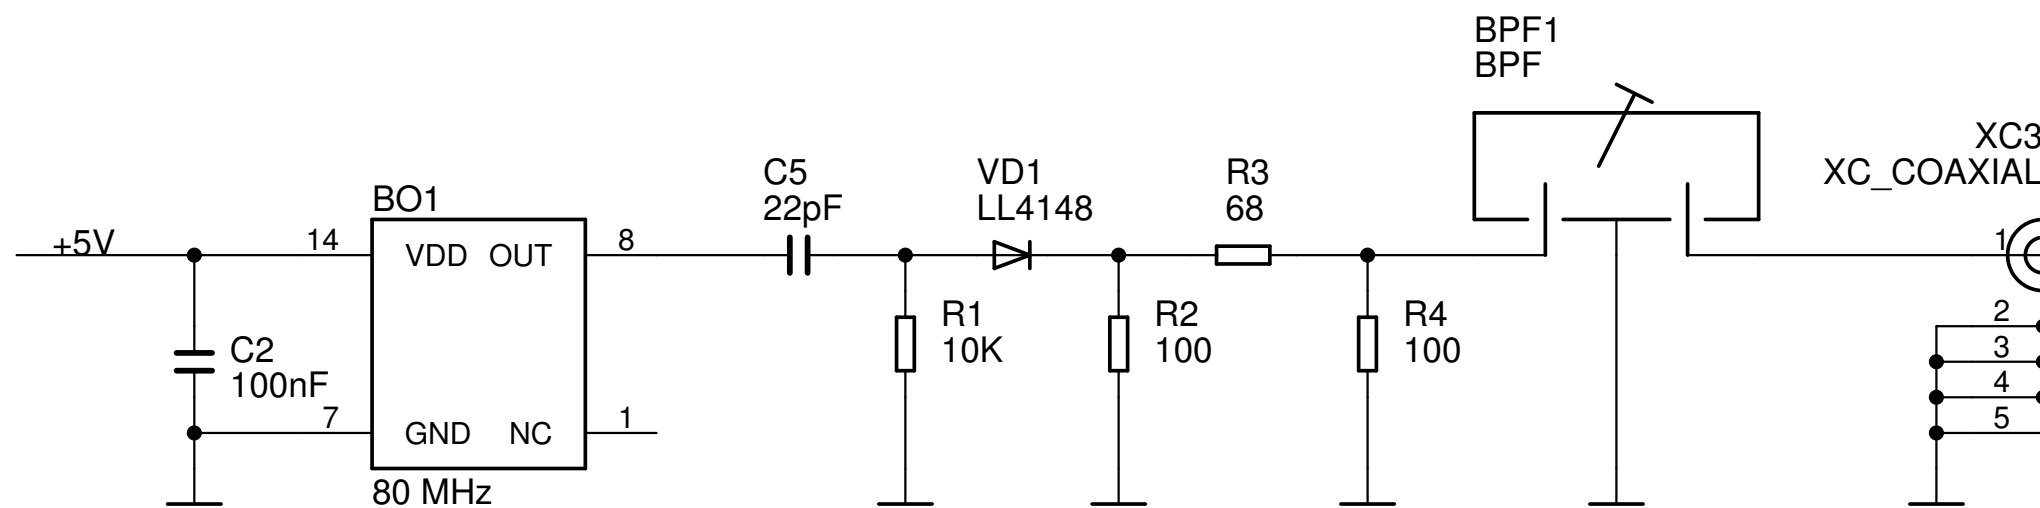 BPF1
BPF
XC3
XC_COAXIAL
C5
22pF
VD1
LL4148
R3
68
BO1
+5V
14
VDD OUT
8
1
R1
10K
R2
100
R4
100
2
3
4
5
C2
100nF
7
GND NC
1
80 MHz